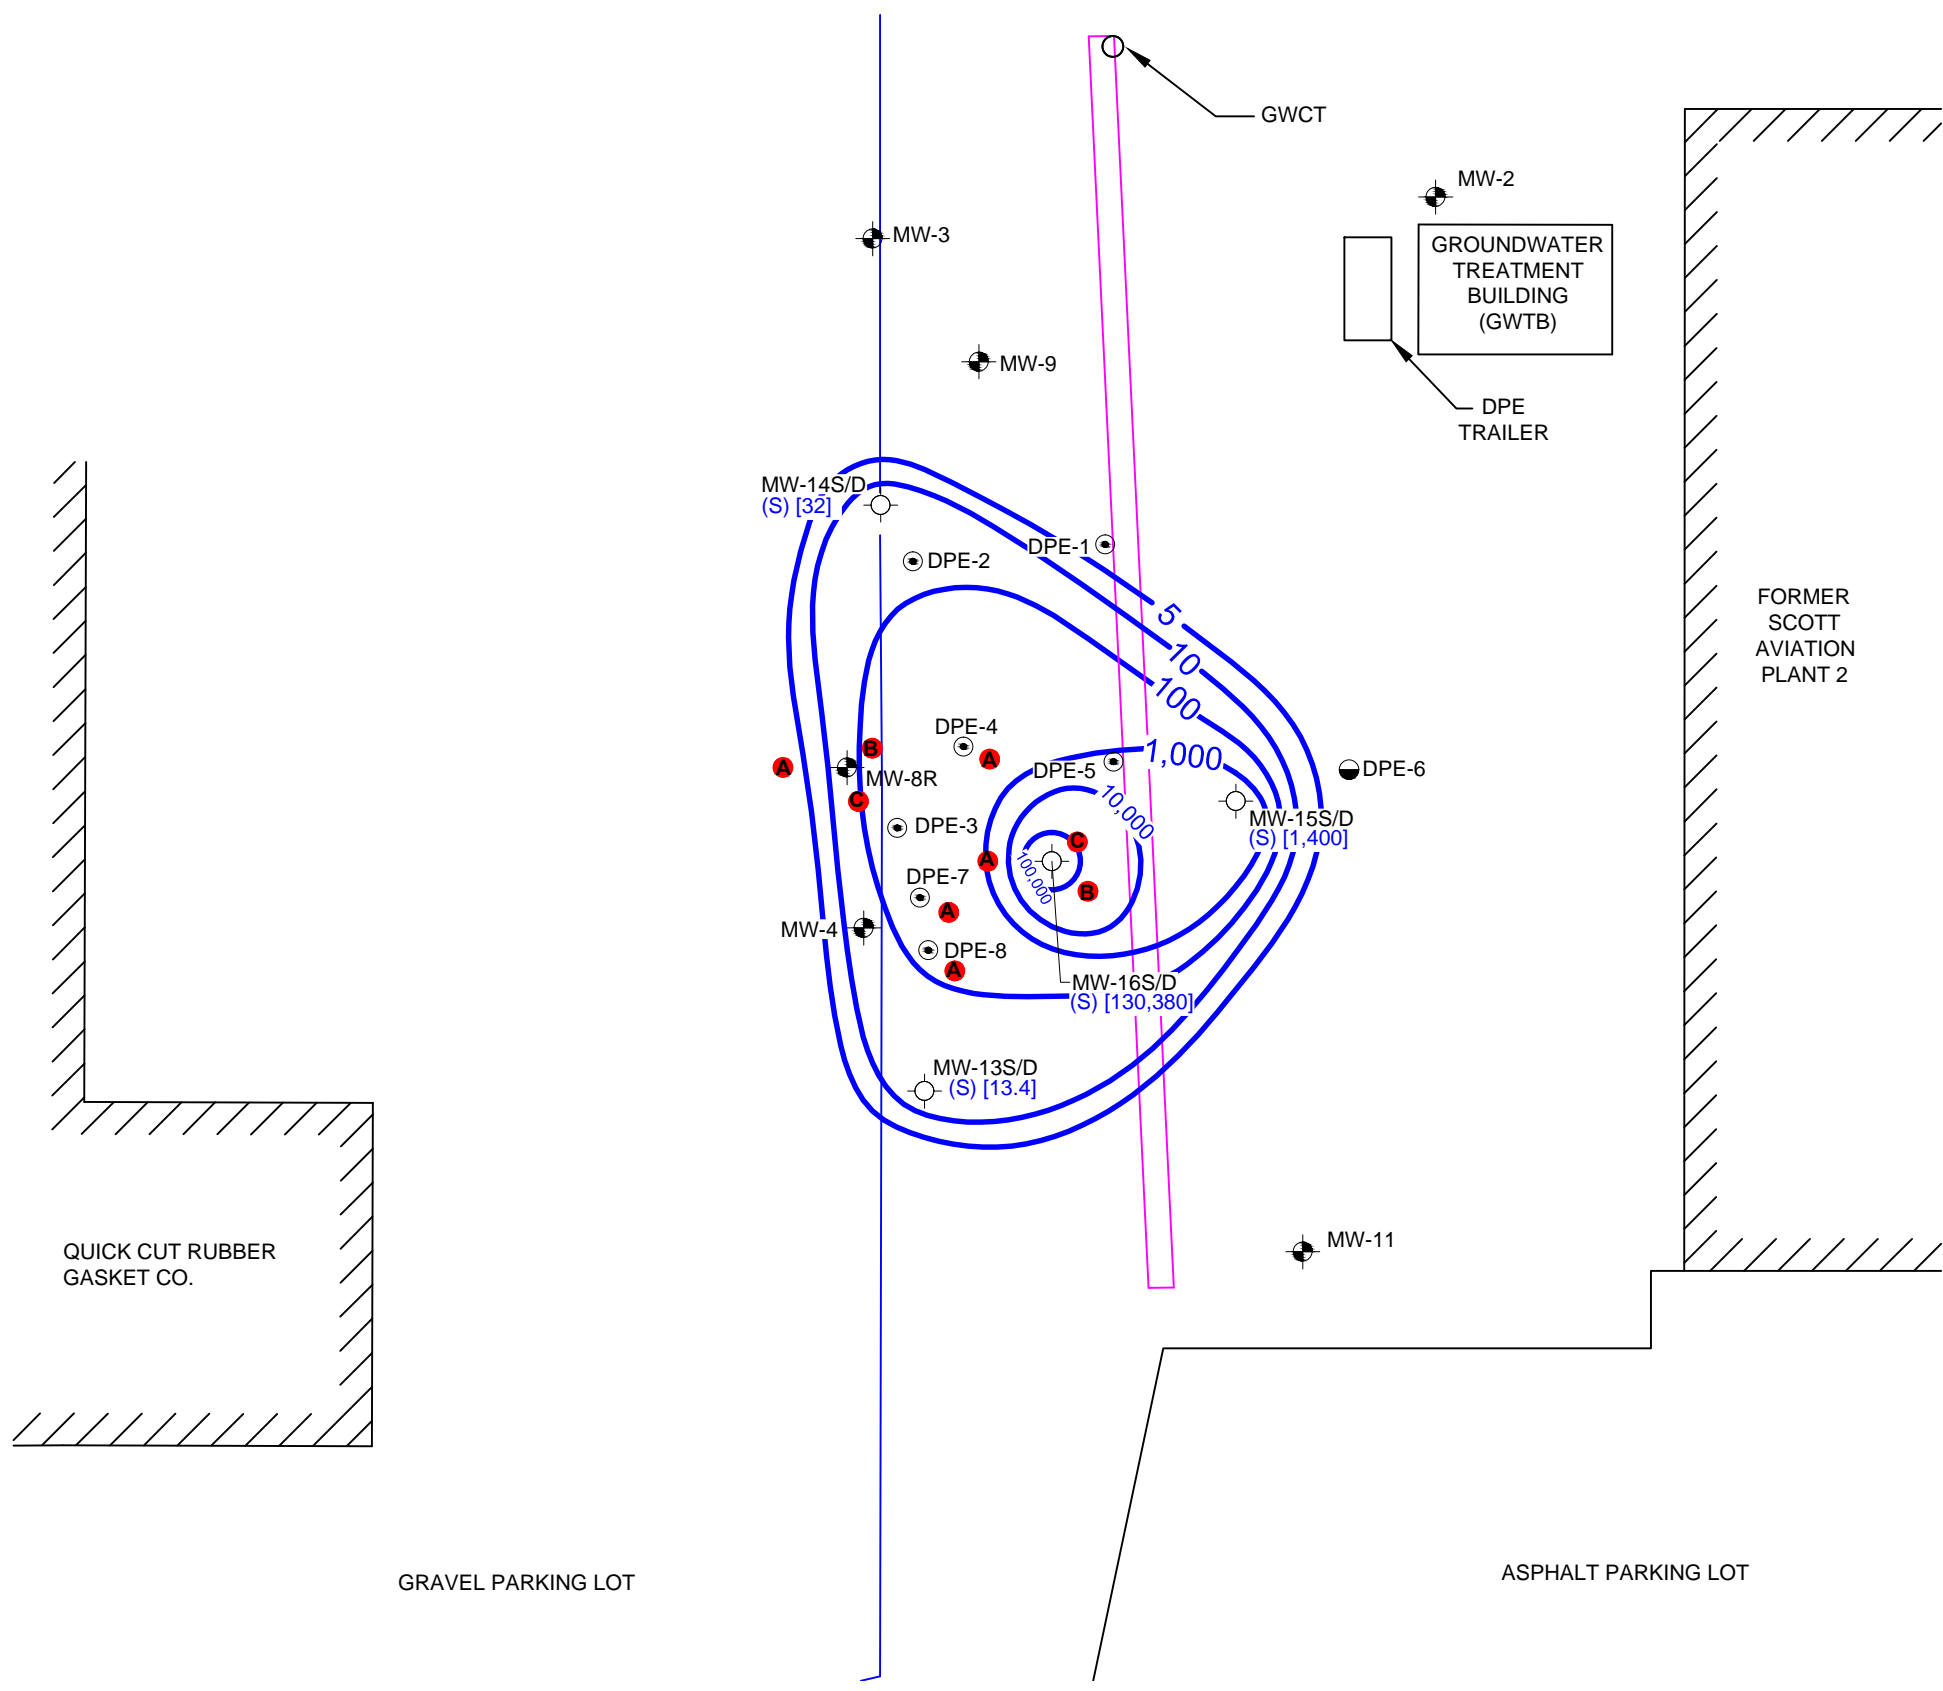 GWCT
MW-2
MW-3
GROUNDWATER
TREATMENT
BUILDING
(GWTB)
MW-9
DPE
TRAILER
MW-14S/D
(S) [32]
DPE-1
DPE-2
5
10
100
FORMER
SCOTT
AVIATION
PLANT 2
DPE-4
B
A
A
MW-8R
1,000
DPE-5
DPE-6
C
10,000
MW-15S/D
(S) [1,400]
DPE-3
C
A
100,000
B
DPE-7
A
MW-4
DPE-8
A
MW-16S/D
(S) [130,380]
MW-13S/D
(S) [13.4]
MW-11
QUICK CUT RUBBER
GASKET CO.
GRAVEL PARKING LOT
ASPHALT PARKING LOT